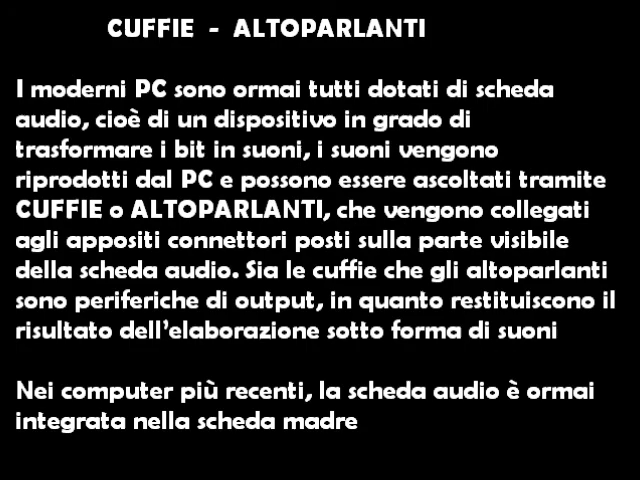 CUFFIE - ALTOPARLANTI
I moderni PC sono ormai tutti dotati di scheda
audio, cioè di un dispositivo in grado di
trasformare i bit in suoni, i suoni vengono
riprodotti dal PC e possono essere ascoltati tramite
CUFFIE o ALTOPARLANTI, che vengono collegati
agli appositi connettori posti sulla parte visibile
della scheda audio. Sia le cuffie che gli altoparlanti
sono periferiche di output, in quanto restituiscono il
risultato dell’elaborazione sotto forma di suoni
Nei computer più recenti, la scheda audio è ormai
integrata nella scheda madre